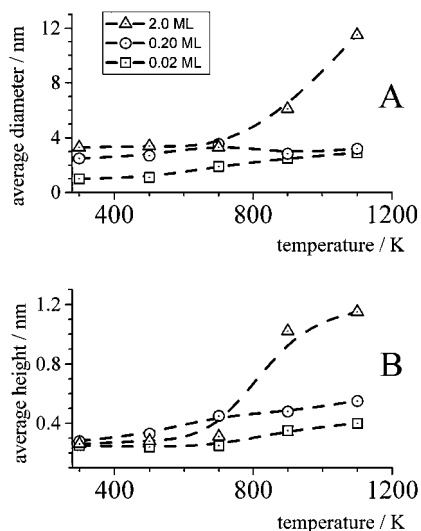 2.0 ML
0.20 ML
0.02 ML
A
average diameter / nm
12
8
4
0
400 800 1200
temperature / K
B
average height / nm
1.2
0.8
0.4
400 800 1200
temperature / K